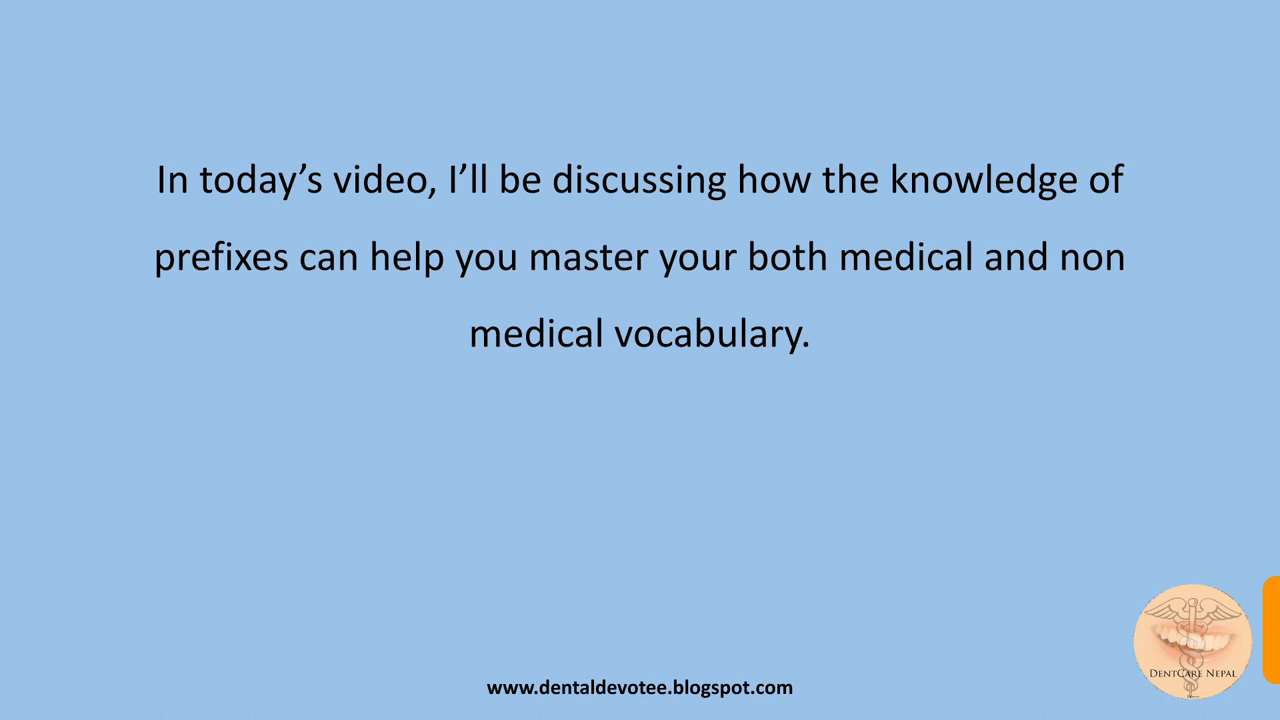 In today’s video, I’ll be discussing how the knowledge of
prefixes can help you master your both medical and non
medical vocabulary.
DentCare Nepal
www.dentaldevotee.blogspot.com